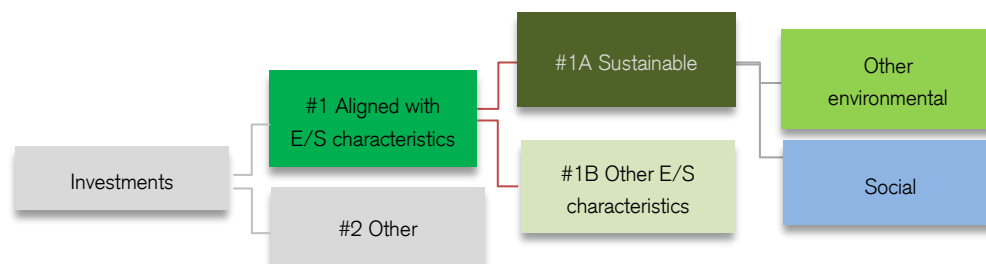 #1A Sustainable
Other
environmental
#1 Aligned with
E/S characteristics
#1B Other E/S
characteristics
Investments
Social
#2 Other